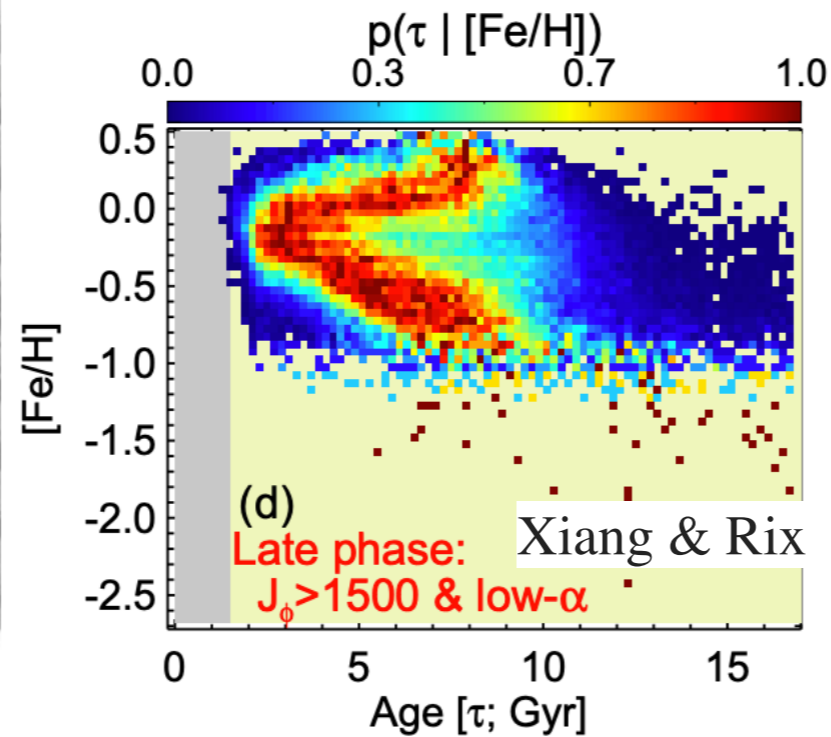 p(τ | [Fe/H])
0.0 0.3 0.7 1.0
0.5
0.0
-0.5
-1.0
-1.5
-2.0
-2.5
[Fe/H]
(d)
Late phase:
Jϕ>1500 & low-α
Xiang & Rix
0 5 10 15
Age [τ; Gyr]